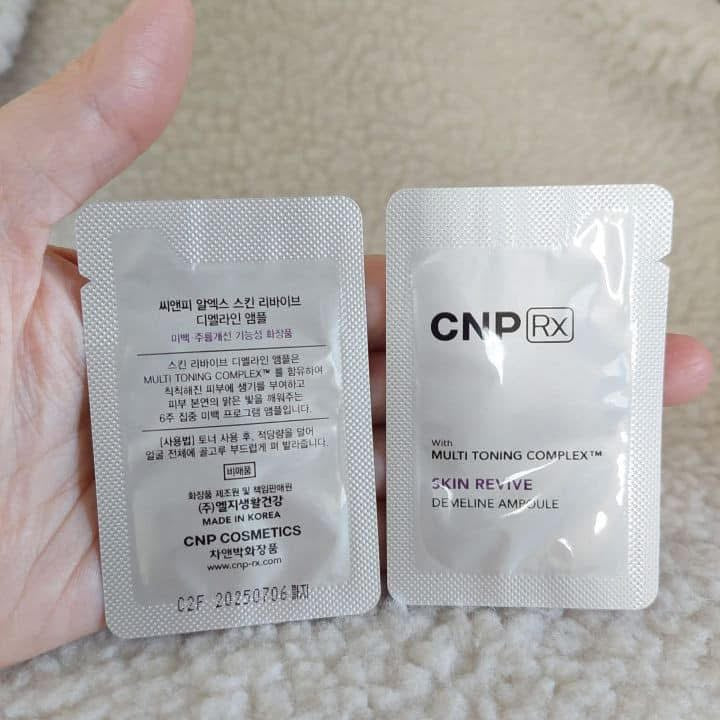 씨앤피 알엑스 스킨 리바이브
디멜라인 앰플
미백·주름개선 기능성 화장품
스킨 리바이브 디멜라인 앰플은
MULTI TONING COMPLEX™ 를 함유하여
칙칙해진 피부에 생기를 부여하고
피부 본연의 맑은 빛을 깨워주는
6주 집중 미백 프로그램 앰플입니다.
[사용법] 토너 사용 후, 적당량을 덜어
얼굴 전체에 골고루 부드럽게 펴 발라줍니다.
비매품
화장품 제조원 및 책임판매원
(주)엘지생활건강
MADE IN KOREA
CNP COSMETICS
차앤박화장품
www.cnp-rx.com
C2F 20250706까지
CNP Rx
With
MULTI TONING COMPLEX™
SKIN REVIVE
DEMELINE AMPOULE